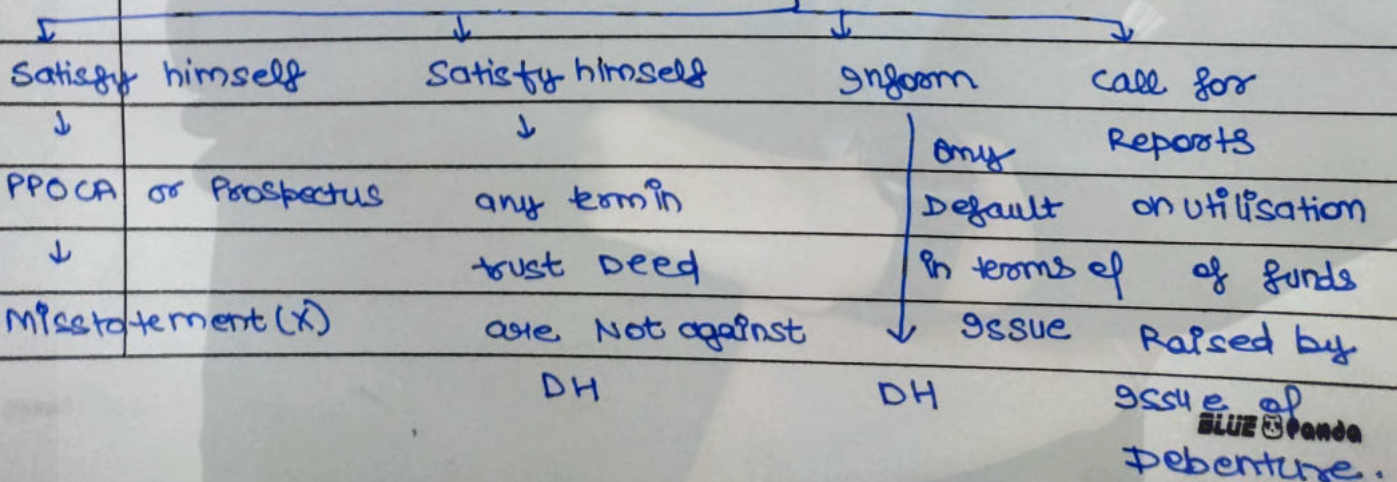 Satisfy himself
↓
PPOCA or Prospectus
↓
Misstatement (X)
Satisfy himself
↓
any term in
trust Deed
are Not against
DH
Inform
↓
DH
any
Default
in terms of
issue
call for
Reports
on utilisation
of funds
Raised by
issue of
Debenture.
BLUE Panda